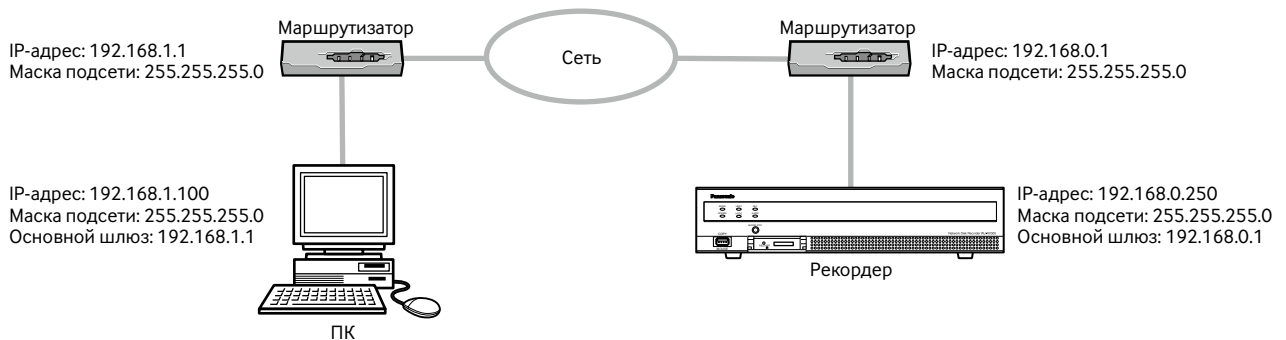 Маршрутизатор
IP-адрес: 192.168.1.1
Маска подсети: 255.255.255.0
Сеть
Маршрутизатор
IP-адрес: 192.168.0.1
Маска подсети: 255.255.255.0
IP-адрес: 192.168.1.100
Маска подсети: 255.255.255.0
Основной шлюз: 192.168.1.1
ПК
Panasonic
IP-адрес: 192.168.0.250
Маска подсети: 255.255.255.0
Основной шлюз: 192.168.0.1
Рекордер